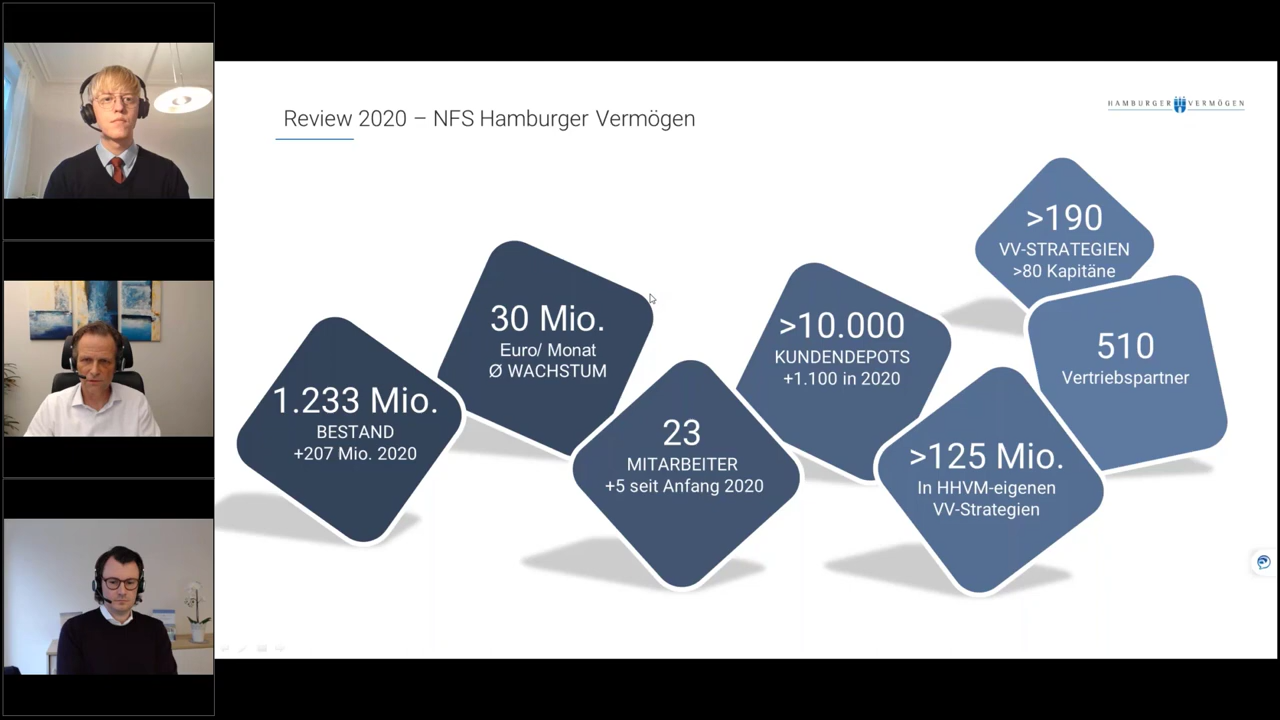 Review 2020 – NFS Hamburger Vermögen
HAMBURGER VERMÖGEN
1.233 Mio.
BESTAND
+207 Mio. 2020
30 Mio.
Euro/ Monat
Ø WACHSTUM
23
MITARBEITER
+5 seit Anfang 2020
>10.000
KUNDENDEPOTS
+1.100 in 2020
>125 Mio.
In HHVM-eigenen
VV-Strategien
>190
VV-STRATEGIEN
>80 Kapitäne
510
Vertriebspartner